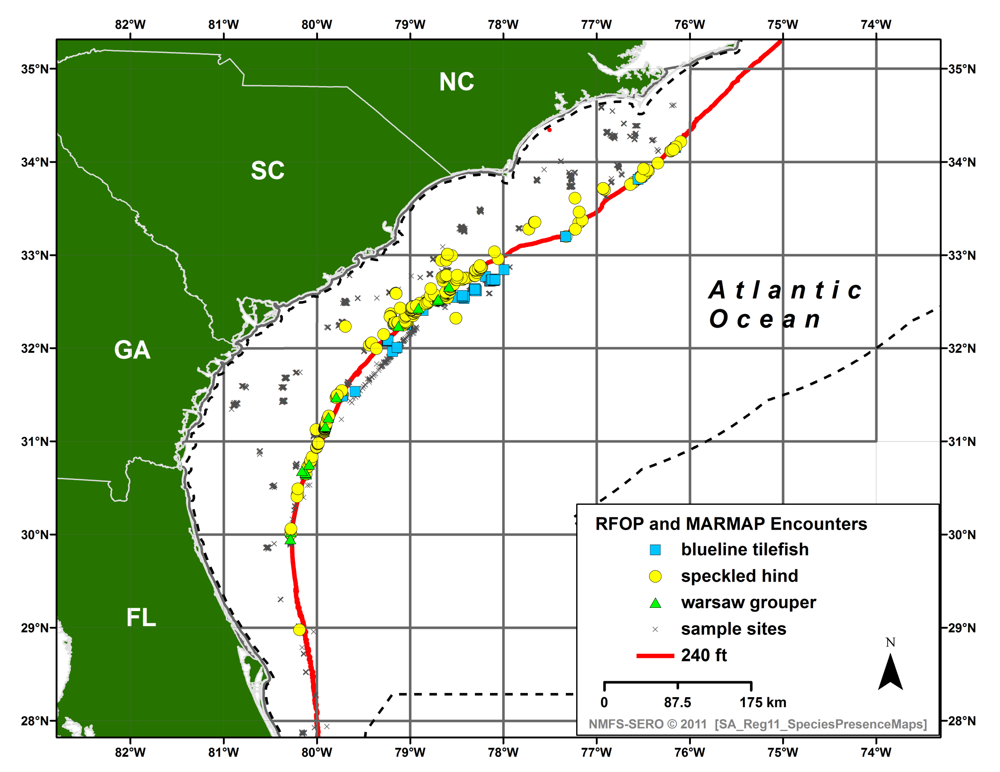 82°W 81°W 80°W 79°W 78°W 77°W 76°W 75°W 74°W
35°N 35°N
NC
34°N 34°N
SC
33°N 33°N
Atlantic
Ocean
GA
32°N 32°N
31°N 31°N
30°N 30°N
FL
29°N 29°N
28°N 28°N
RFOP and MARMAP Encounters
blueline tilefish
speckled hind
warsaw grouper
sample sites
240 ft
N
0 87.5 175 km
NMFS-SERO © 2011 [SA_Reg11_SpeciesPresenceMaps]
82°W 81°W 80°W 79°W 78°W 77°W 76°W 75°W 74°W